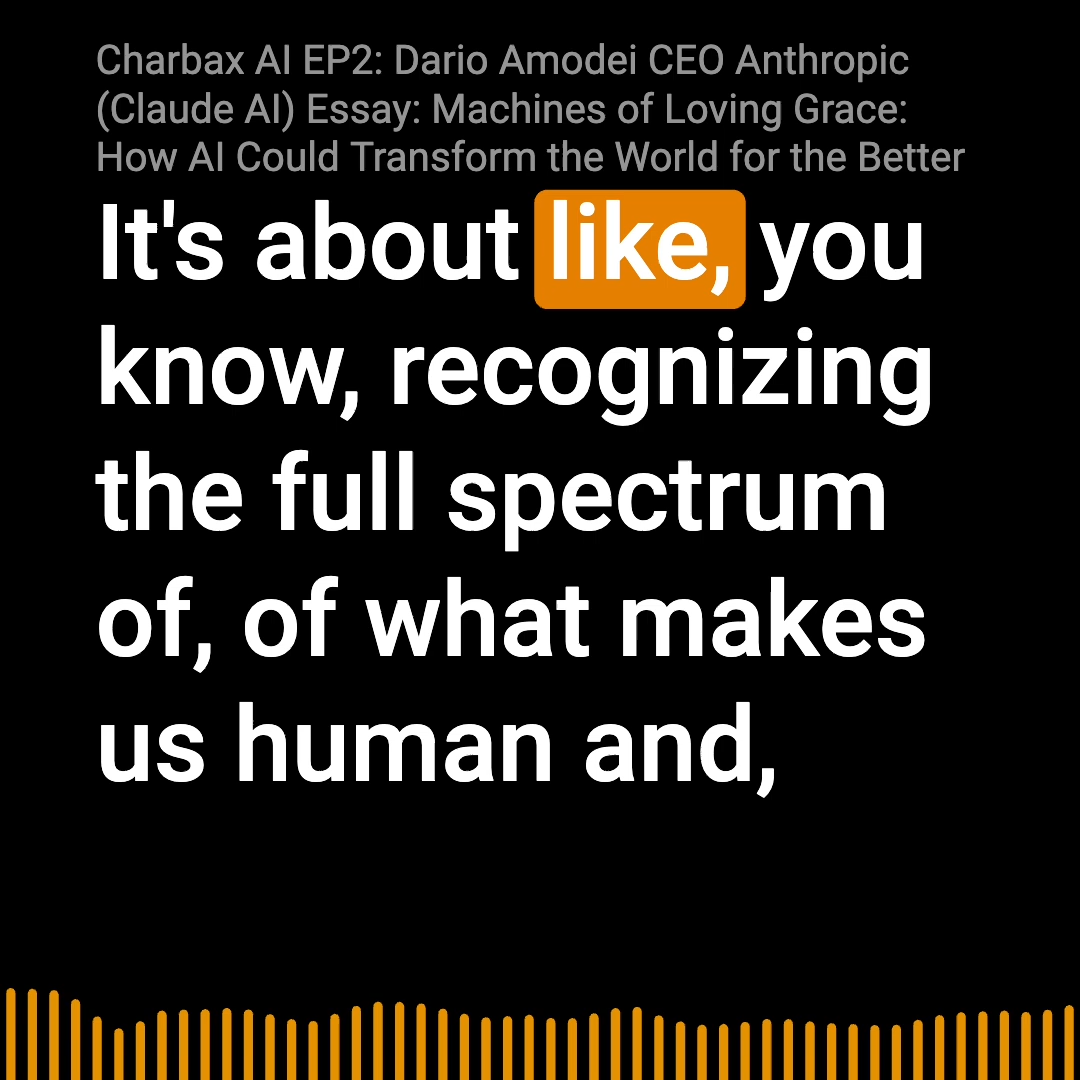 Charbax AI EP2: Dario Amodei CEO Anthropic
(Claude AI) Essay: Machines of Loving Grace:
How AI Could Transform the World for the Better
It's about like, you
know, recognizing
the full spectrum
of, of what makes
us human and,